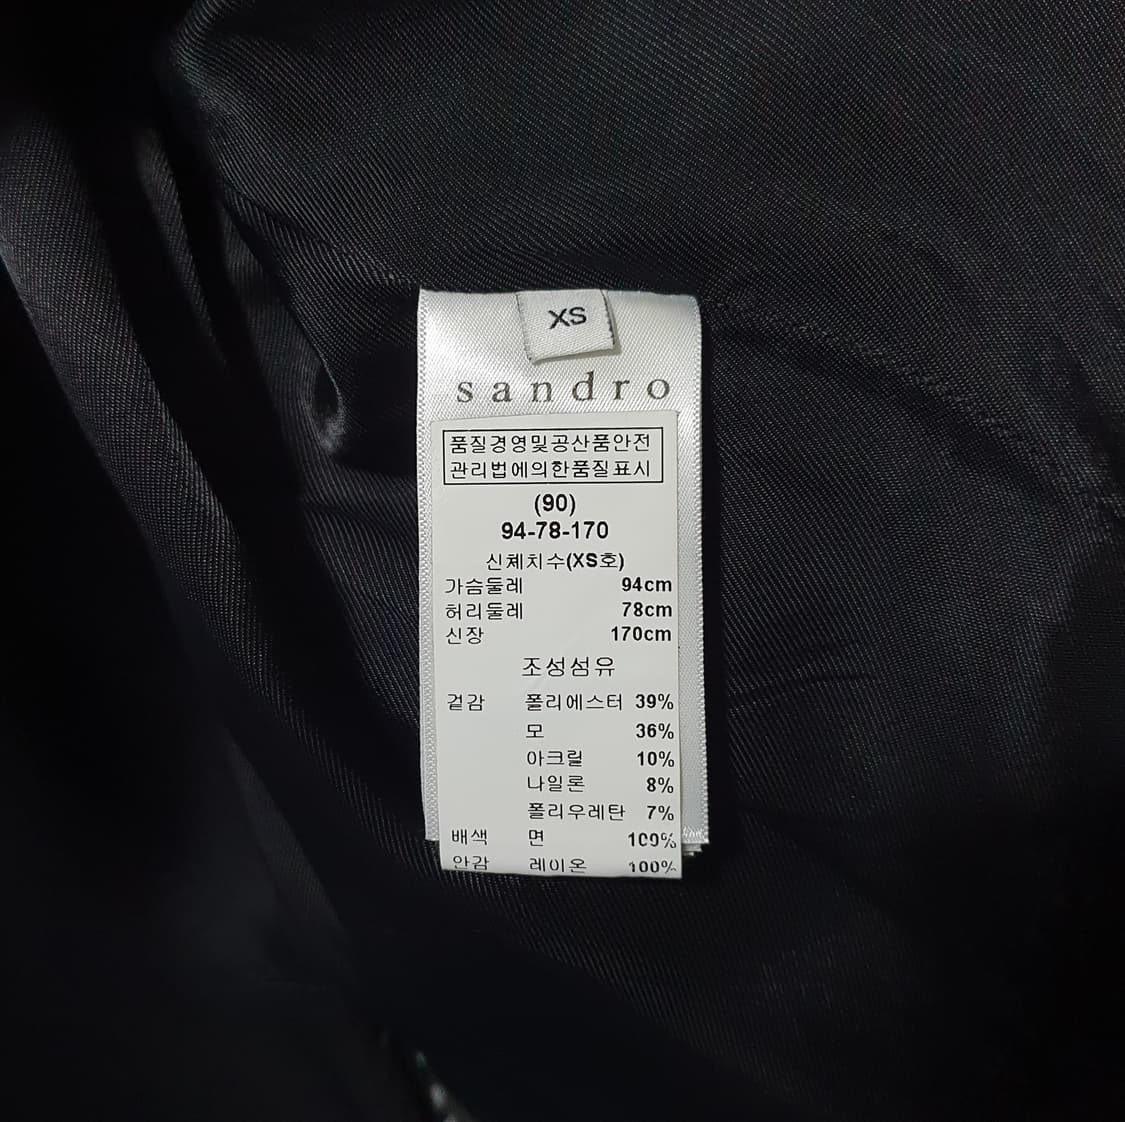 XS
sandro
품질경영및공산품안전
관리법에의한품질표시
(90)
94-78-170
신체치수(XS호)
가슴둘레 94cm
허리둘레 78cm
신장 170cm
조성섬유
겉감 폴리에스터 39%
모 36%
아크릴 10%
나일론 8%
폴리우레탄 7%
배색 면 100%
안감 레이온 100%